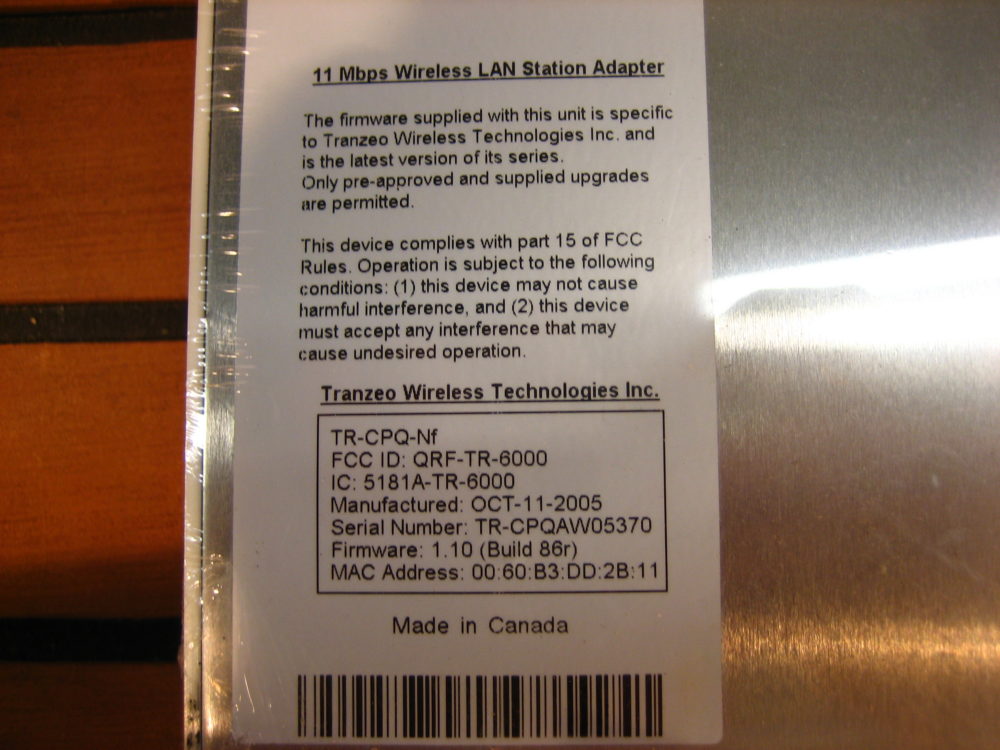 11 Mbps Wireless LAN Station Adapter
The firmware supplied with this unit is specific
to Tranzeo Wireless Technologies Inc. and
is the latest version of its series.
Only pre-approved and supplied upgrades
are permitted.
This device complies with part 15 of FCC
Rules. Operation is subject to the following
conditions: (1) this device may not cause
harmful interference, and (2) this device
must accept any interference that may
cause undesired operation.
Tranzeo Wireless Technologies Inc.
TR-CPQ-Nf
FCC ID: QRF-TR-6000
IC: 5181A-TR-6000
Manufactured: OCT-11-2005
Serial Number: TR-CPQAW05370
Firmware: 1.10 (Build 86r)
MAC Address: 00:60:B3:DD:2B:11
Made in Canada